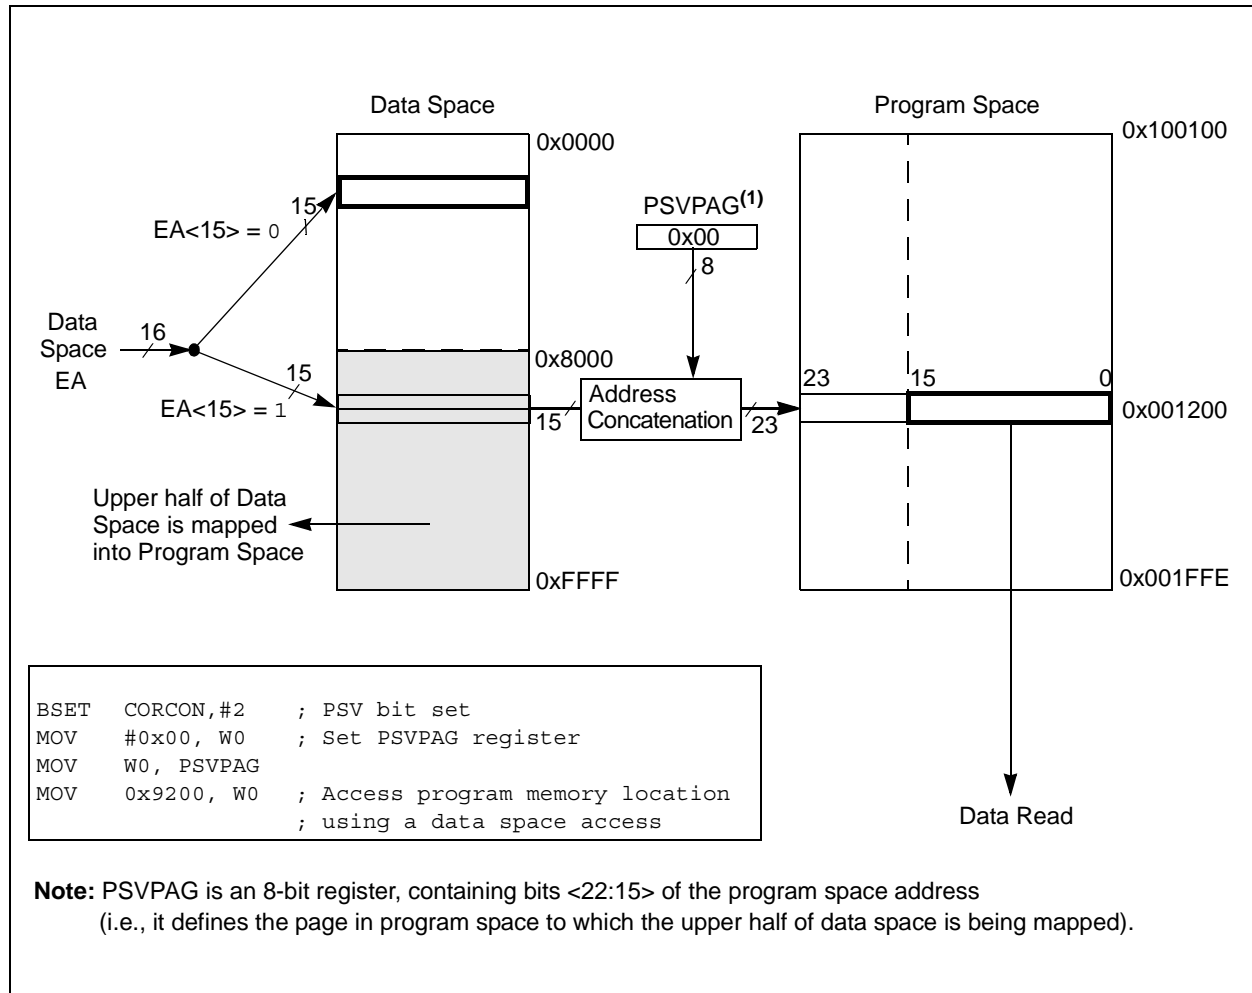 Data Space
Program Space
0x0000
0x100100
15
EA<15> = 0
PSVPAG(1)
0x00
8
Data
Space
EA
16
0x8000
15
EA<15> = 1
15
Address
Concatenation
23
23
15
0
0x001200
Upper half of Data
Space is mapped
into Program Space
0xFFFF
0x001FFE
BSET CORCON,#2 ; PSV bit set
MOV #0x00, W0 ; Set PSVPAG register
MOV W0, PSVPAG
MOV 0x9200, W0 ; Access program memory location
; using a data space access
Data Read
Note: PSVPAG is an 8-bit register, containing bits <22:15> of the program space address
(i.e., it defines the page in program space to which the upper half of data space is being mapped).